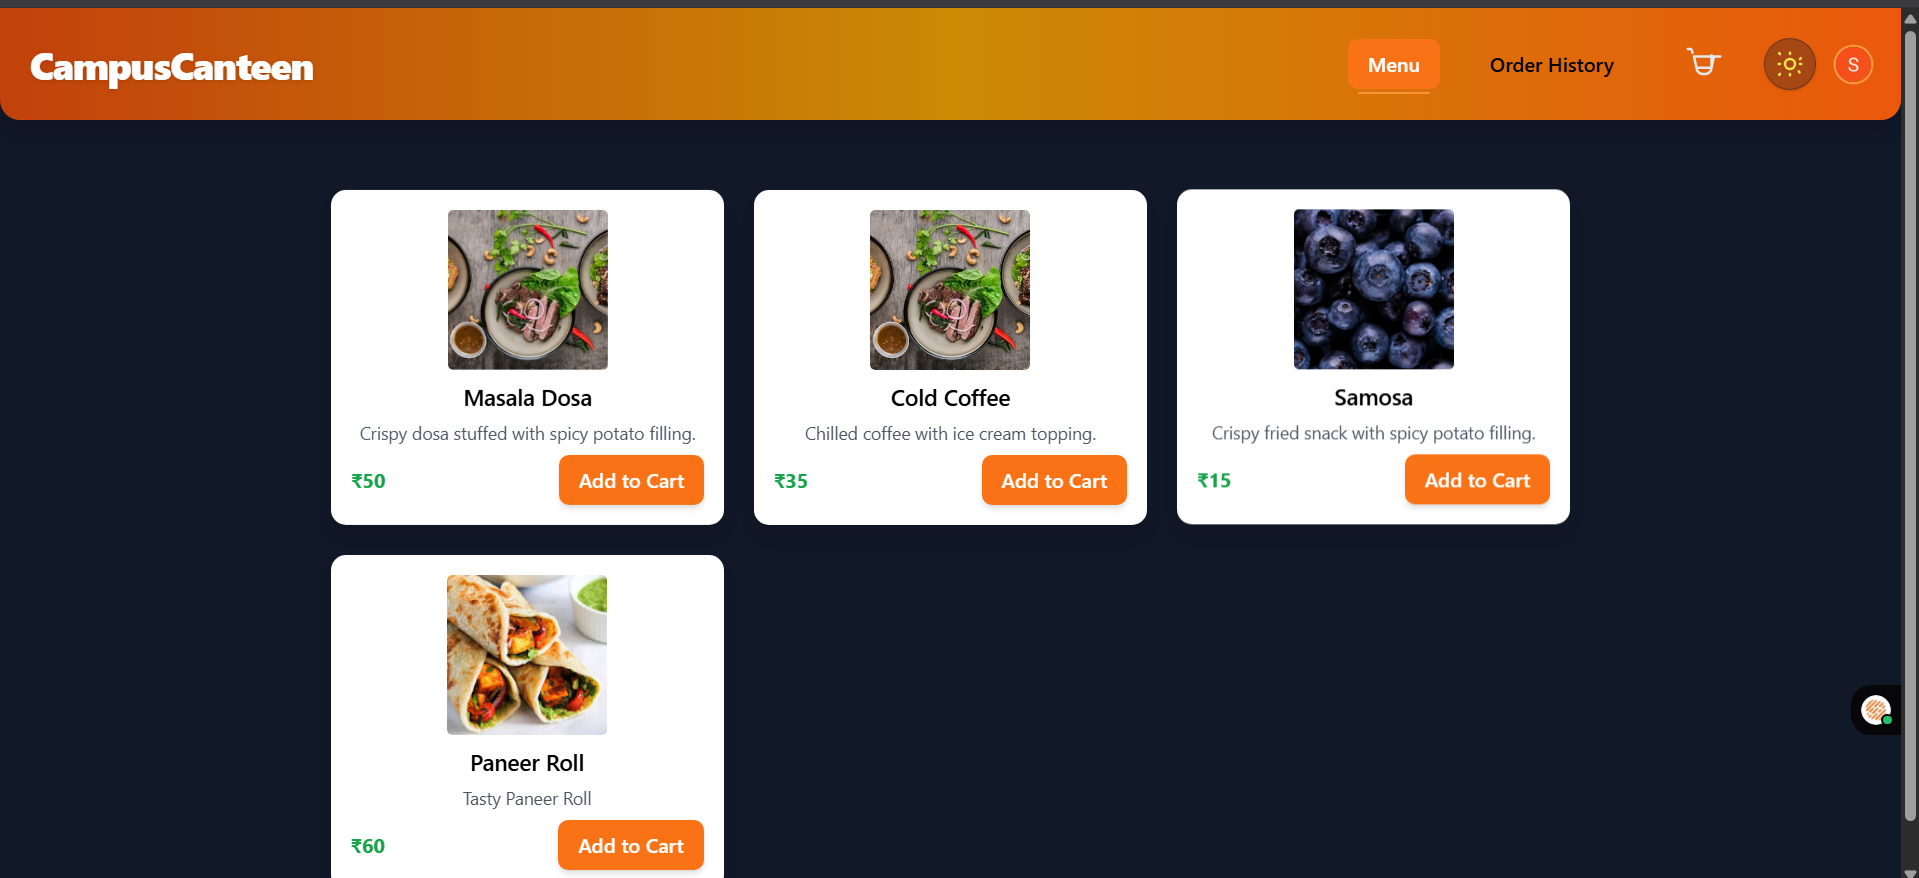 CampusCanteen
Menu
Order History
S
Masala Dosa
Crispy dosa stuffed with spicy potato filling.
₹50
Add to Cart
Cold Coffee
Chilled coffee with ice cream topping.
₹35
Add to Cart
Samosa
Crispy fried snack with spicy potato filling.
₹15
Add to Cart
Paneer Roll
Tasty Paneer Roll
₹60
Add to Cart